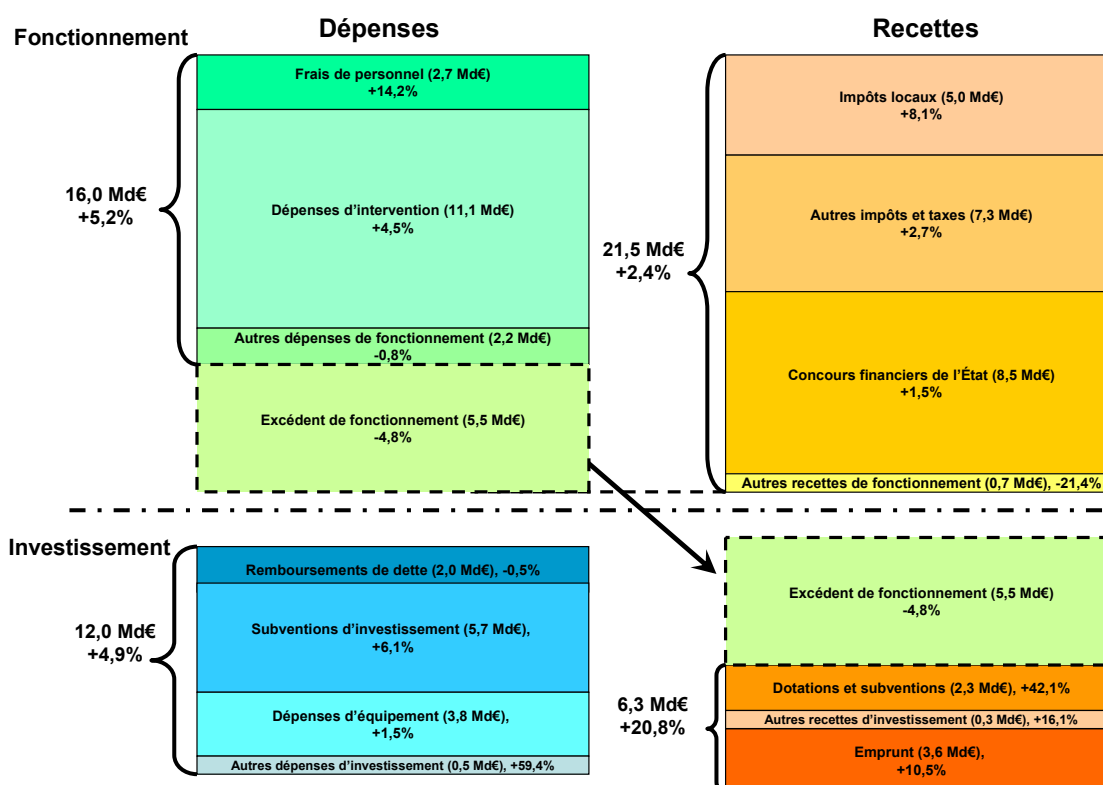 Dépenses
Recettes
Fonctionnement
Frais de personnel (2,7 Md€)
+14,2%
Dépenses d'intervention (11,1 Md€)
+4,5%
Autres dépenses de fonctionnement (2,2 Md€)
-0,8%
Excédent de fonctionnement (5,5 Md€)
-4,8%
16,0 Md€
+5,2%
Impôts locaux (5,0 Md€)
+8,1%
Autres impôts et taxes (7,3 Md€)
+2,7%
Concours financiers de l'État (8,5 Md€)
+1,5%
Autres recettes de fonctionnement (0,7 Md€), -21,4%
21,5 Md€
+2,4%
Investissement
Remboursements de dette (2,0 Md€), -0,5%
Subventions d'investissement (5,7 Md€),
+6,1%
Dépenses d'équipement (3,8 Md€),
+1,5%
Autres dépenses d'investissement (0,5 Md€), +59,4%
12,0 Md€
+4,9%
Excédent de fonctionnement (5,5 Md€)
-4,8%
Dotations et subventions (2,3 Md€), +42,1%
Autres recettes d'investissement (0,3 Md€), +16,1%
Emprunt (3,6 Md€),
+10,5%
6,3 Md€
+20,8%